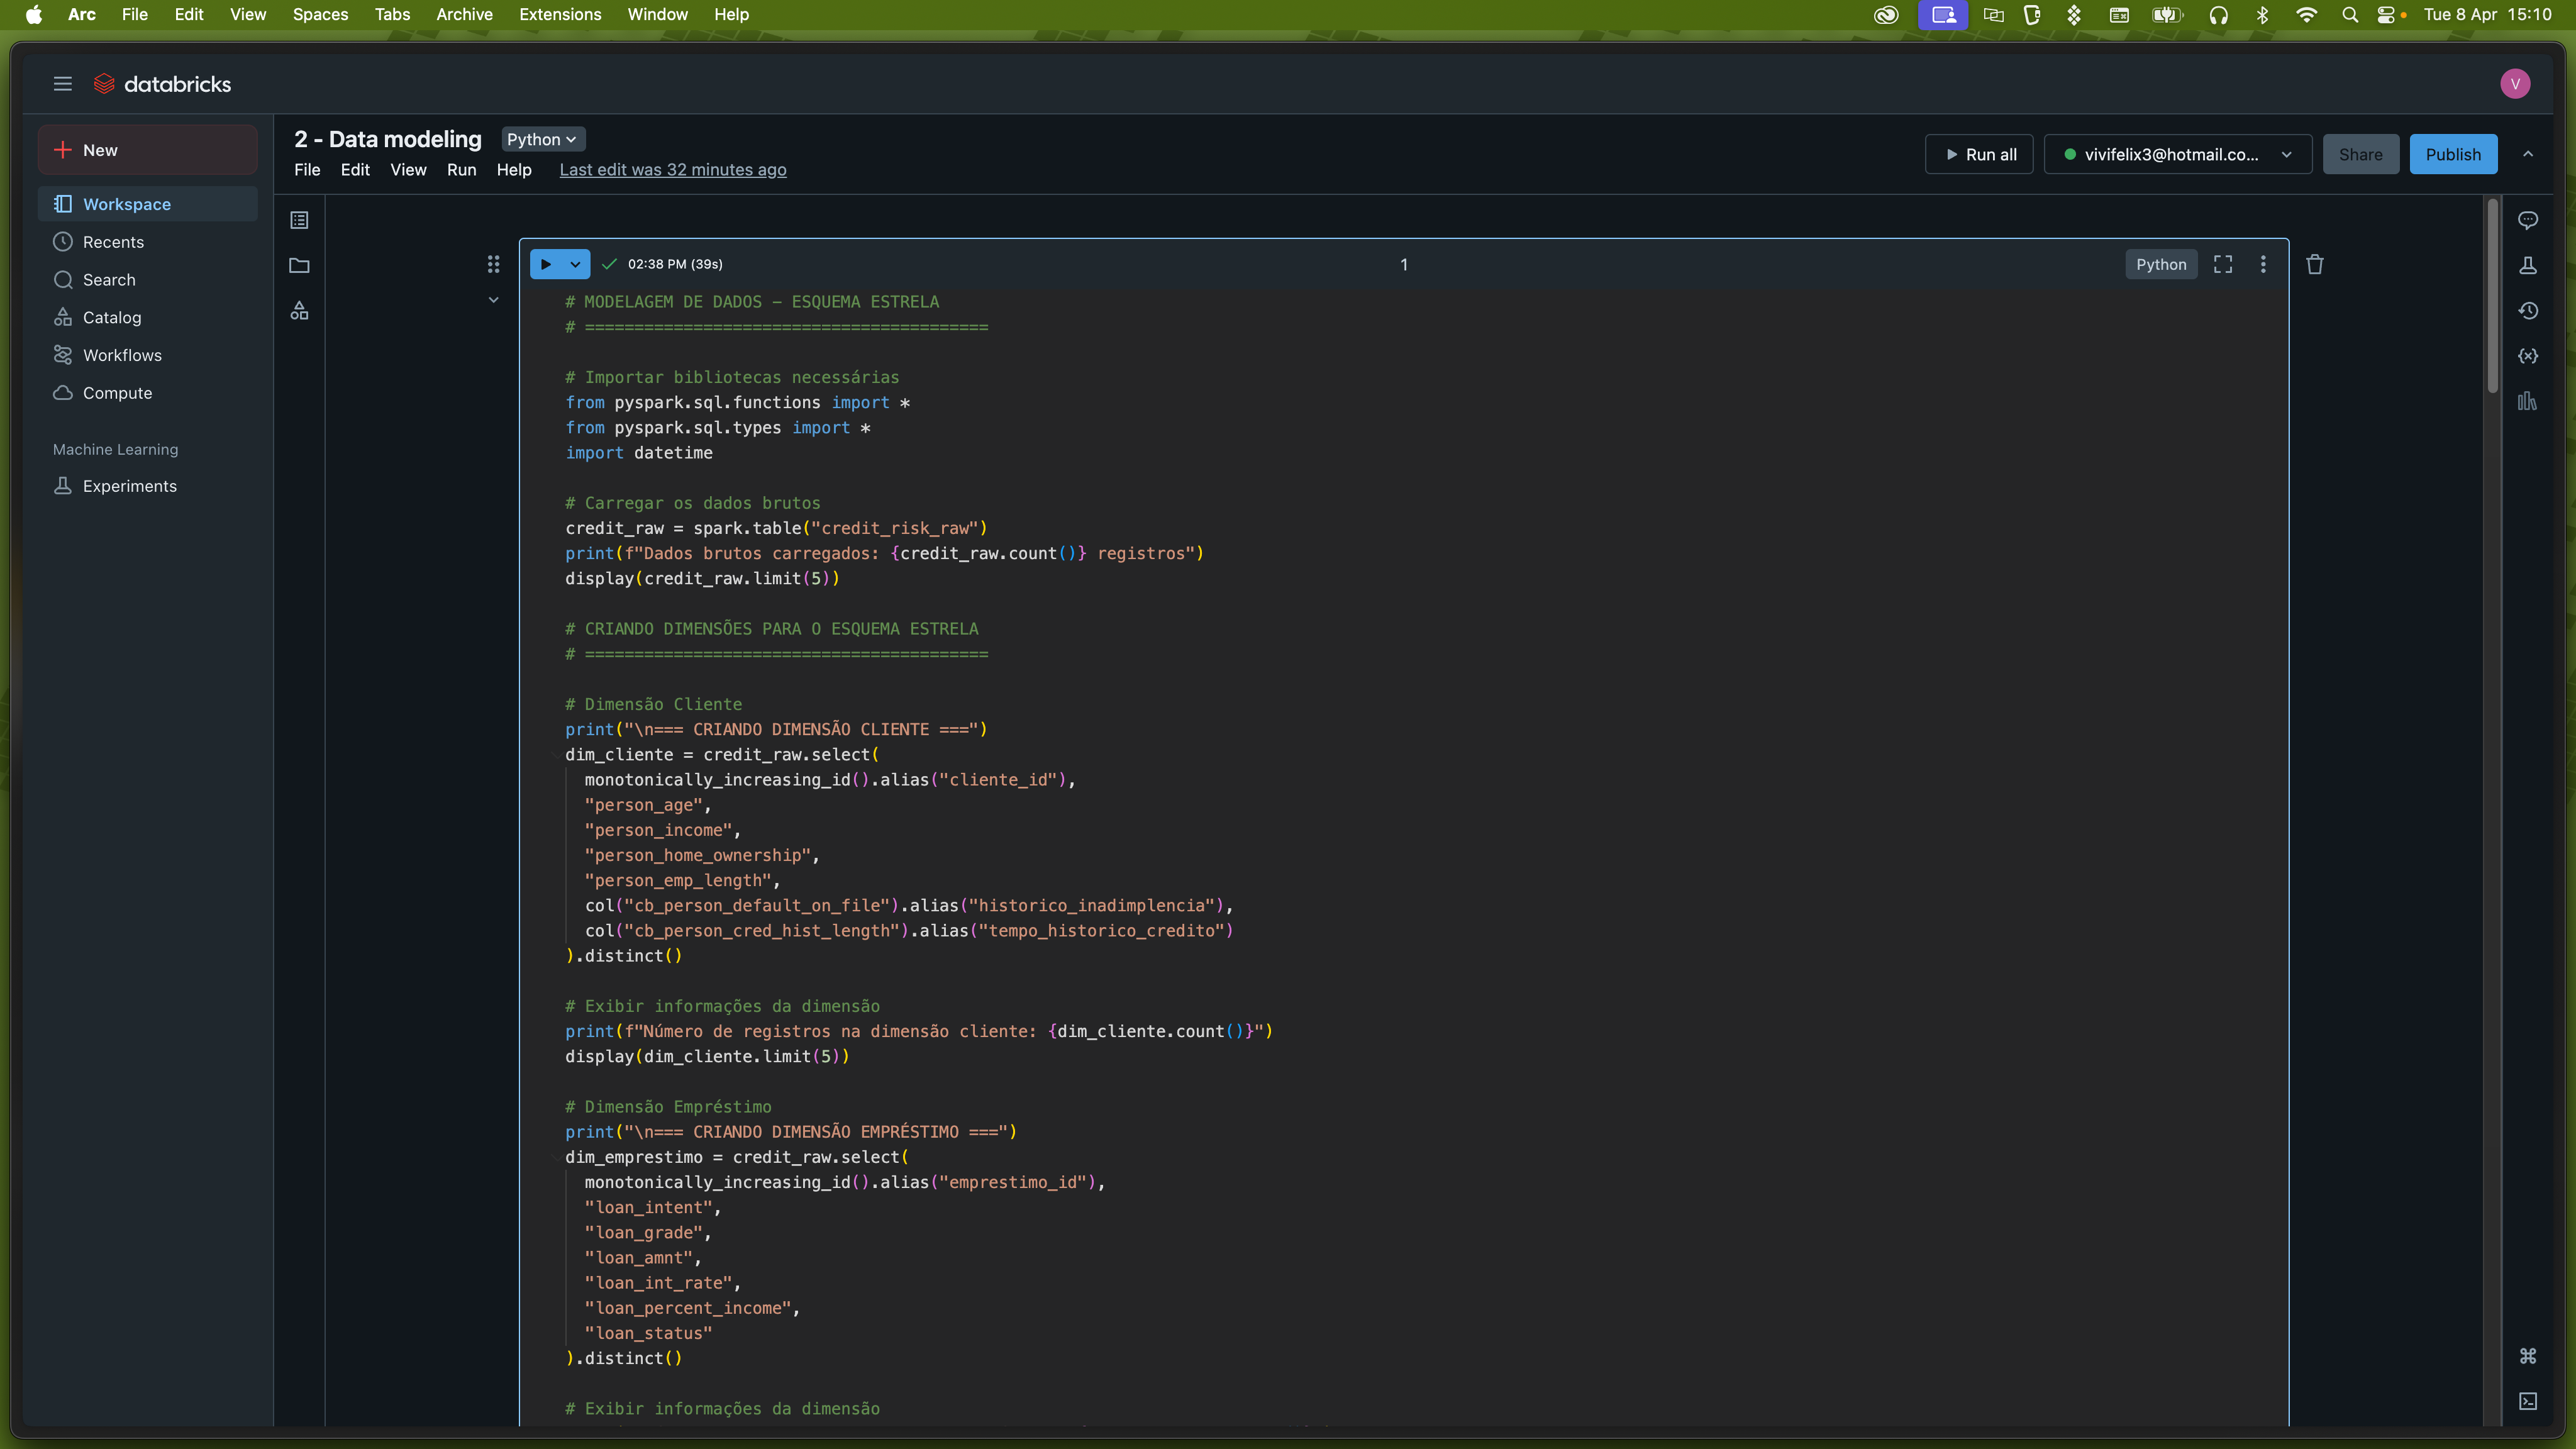 Arc File Edit View Spaces Tabs Archive Extensions Window Help Tue 8 Apr 15:10
databricks
V
New
Workspace
Recents
Search
Catalog
Workflows
Compute
Machine Learning
Experiments
2 - Data modeling Python
File Edit View Run Help Last edit was 32 minutes ago
Run all vivifelix3@hotmail.co... Share Publish
02:38 PM (39s) 1 Python
# MODELAGEM DE DADOS - ESQUEMA ESTRELA
# =========================================
# Importar bibliotecas necessárias
from pyspark.sql.functions import *
from pyspark.sql.types import *
import datetime
# Carregar os dados brutos
credit_raw = spark.table("credit_risk_raw")
print(f"Dados brutos carregados: {credit_raw.count()} registros")
display(credit_raw.limit(5))
# CRIANDO DIMENSÕES PARA O ESQUEMA ESTRELA
# =========================================
# Dimensão Cliente
print("\n=== CRIANDO DIMENSÃO CLIENTE ===")
dim_cliente = credit_raw.select(
monotonically_increasing_id().alias("cliente_id"),
"person_age",
"person_income",
"person_home_ownership",
"person_emp_length",
col("cb_person_default_on_file").alias("historico_inadimplencia"),
col("cb_person_cred_hist_length").alias("tempo_historico_credito")
).distinct()
# Exibir informações da dimensão
print(f"Número de registros na dimensão cliente: {dim_cliente.count()}")
display(dim_cliente.limit(5))
# Dimensão Empréstimo
print("\n=== CRIANDO DIMENSÃO EMPRÉSTIMO ===")
dim_emprestimo = credit_raw.select(
monotonically_increasing_id().alias("emprestimo_id"),
"loan_intent",
"loan_grade",
"loan_amnt",
"loan_int_rate",
"loan_percent_income",
"loan_status"
).distinct()
# Exibir informações da dimensão